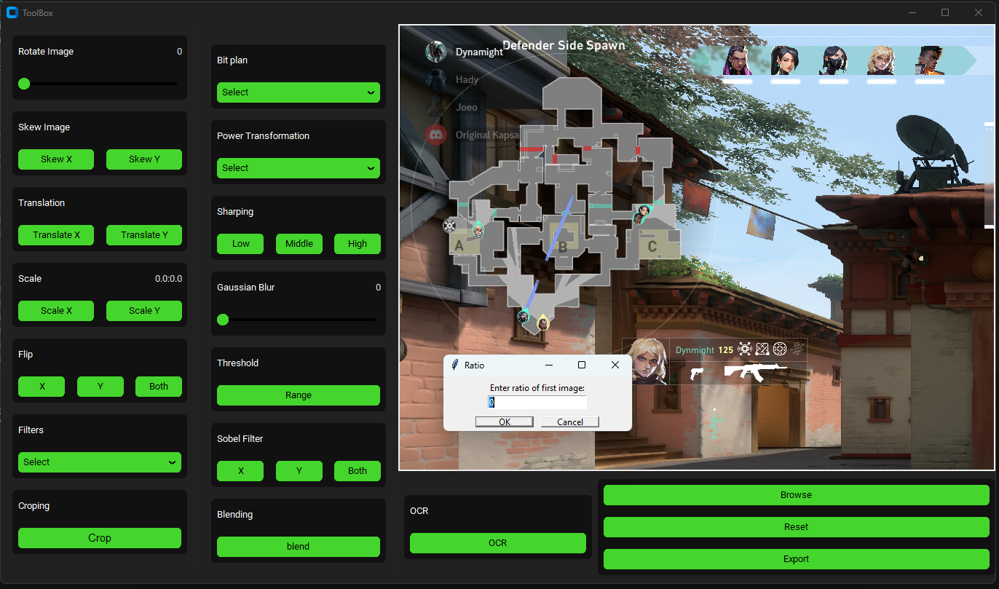 ToolBox
Rotate Image 0
Skew Image
Skew X Skew Y
Translation
Translate X Translate Y
Scale 0.0:0.0
Scale X Scale Y
Flip
X Y Both
Filters
Select
Croping
Crop
Bit plan
Select
Power Transformation
Select
Sharping
Low Middle High
Gaussian Blur 0
Threshold
Range
Sobel Filter
X Y Both
Blending
blend
Defender Side Spawn
Dynamight
Hady
Joeo
Original Kapsa
A
B
C
Dynmight 125
Ratio
Enter ratio of first image:
0
OK Cancel
OCR
OCR
Browse
Reset
Export